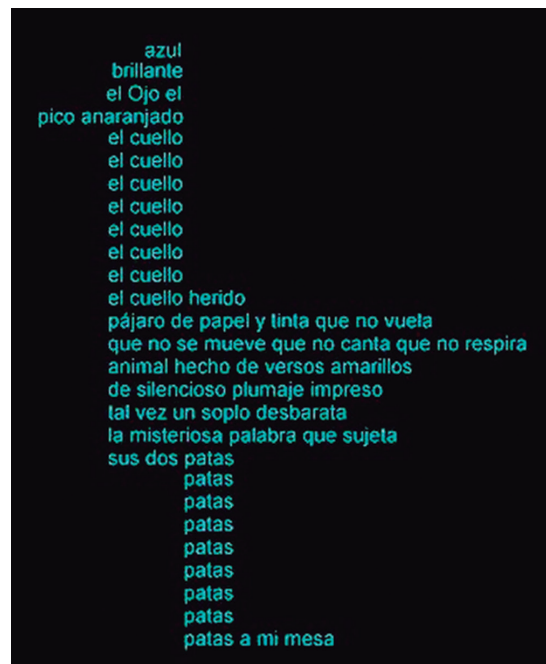 azul
brillante
el Ojo el
pico anaranjado
el cuello
el cuello
el cuello
el cuello
el cuello
el cuello
el cuello
el cuello herido
pájaro de papel y tinta que no vuela
que no se mueve que no canta que no respira
animal hecho de versos amarillos
de silencioso plumaje impreso
tal vez un soplo desbarata
la misteriosa palabra que sujeta
sus dos patas
patas
patas
patas
patas
patas
patas
patas
patas a mi mesa